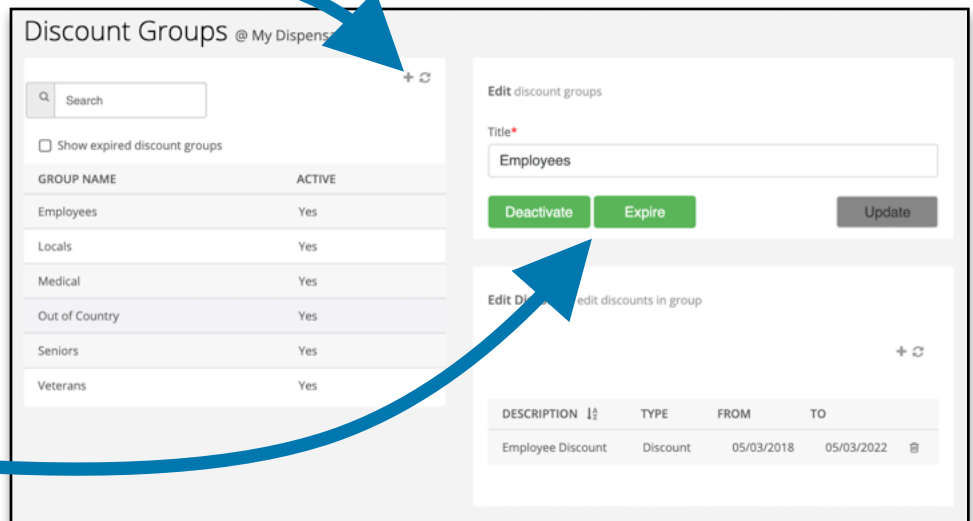 Discount Groups @ My Dispensa
Search
Show expired discount groups
GROUP NAME ACTIVE
Employees Yes
Locals Yes
Medical Yes
Out of Country Yes
Seniors Yes
Veterans Yes
Edit discount groups
Title*
Employees
Deactivate Expire Update
Edit Di edit discounts in group
DESCRIPTION TYPE FROM TO
Employee Discount Discount 05/03/2018 05/03/2022